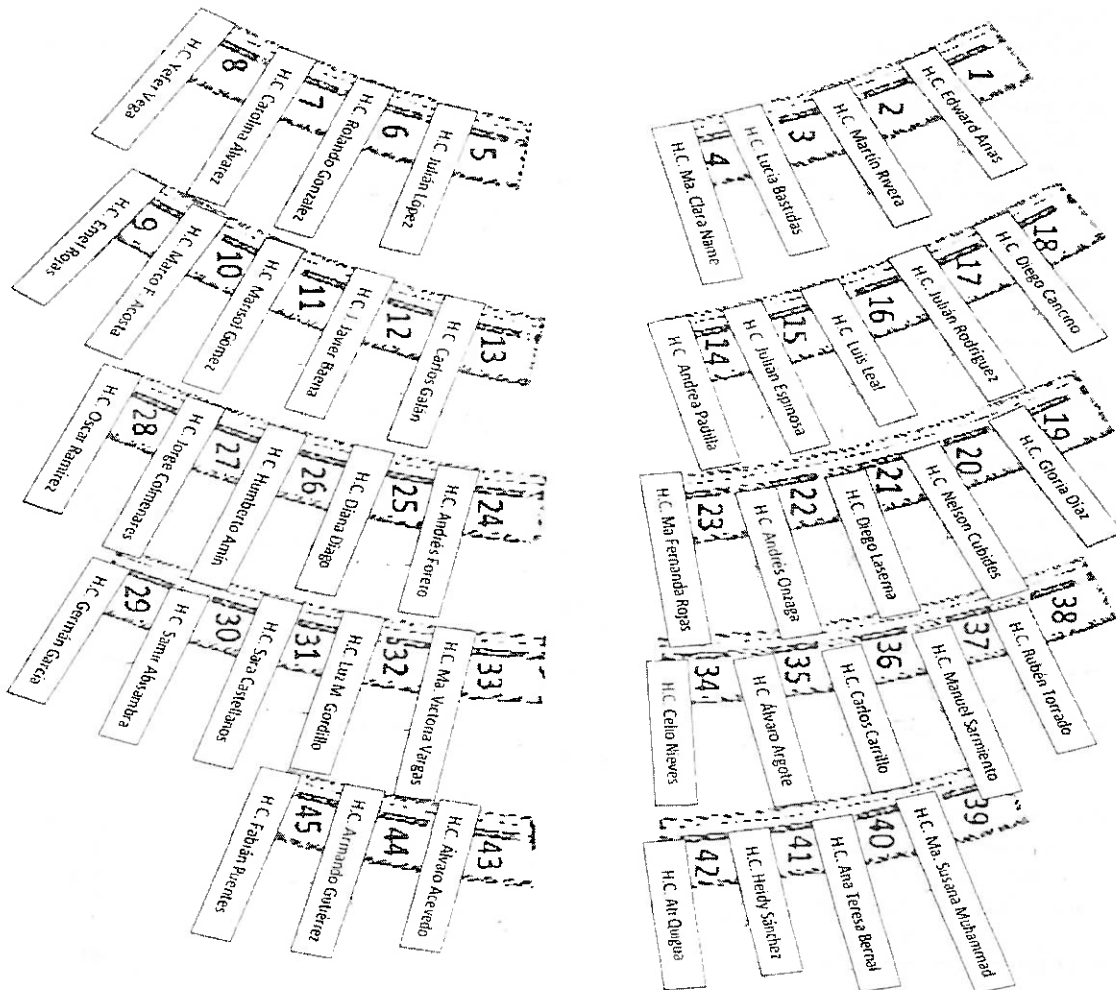 8
H.C. Yefer Vega
7
H.C. Carolina Álvarez
6
H.C. Rolando González
5
H.C. Julián López
1
H.C. Edward Arias
2
H.C. Martín Rivera
3
H.C. Lucía Bastidas
4
H.C. Ma. Clara Name
9
H.C. Emel Rojas
10
H.C. Marco F. Acosta
11
H.C. Marisol Gómez
12
H.C. J. Javier Baena
13
H.C. Carlos Galán
18
H.C. Diego Cancino
17
H.C. Julián Rodríguez
16
H.C. Luis Leal
15
H.C. Julián Espinosa
14
H.C. Andrea Padilla
28
H.C. Oscar Ramírez
27
H.C. Jorge Colmenares
26
H.C. Humberto Amín
25
H.C. Diana Diago
24
H.C. Andrés Forero
19
H.C. Gloria Díaz
20
H.C. Nelson Cubides
21
H.C. Diego Laserna
22
H.C. Andrés Onzaga
23
H.C. Ma Fernanda Rojas
29
H.C. Germán García
30
H.C. Samir Abisambra
31
H.C. Sara Castellanos
32
H.C. Luz M. Gordillo
33
H.C. Ma. Victoria Vargas
38
H.C. Rubén Torrado
37
H.C. Manuel Sarmiento
36
H.C. Carlos Carrillo
35
H.C. Álvaro Argote
34
H.C. Celio Nieves
45
H.C. Fabián Puentes
44
H.C. Armando Gutiérrez
43
H.C. Álvaro Acevedo
39
H.C. Ma. Susana Muhammad
40
H.C. Ana Teresa Bernal
41
H.C. Heidy Sánchez
42
H.C. Ati Quigua